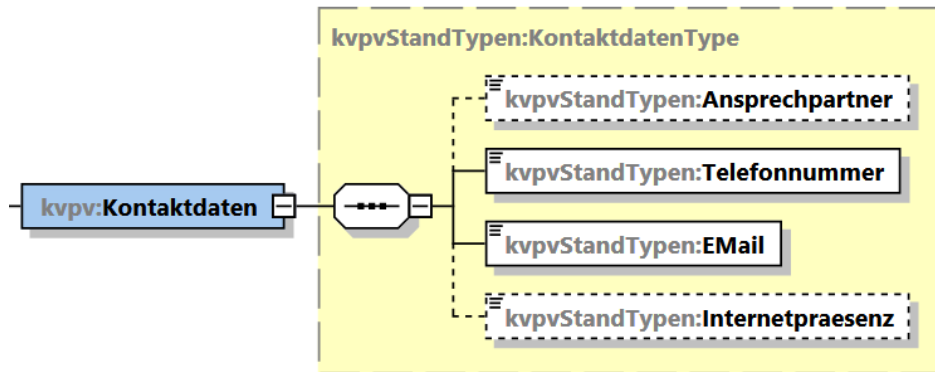 kvpvStandTypen:KontaktdatenType
kvpvStandTypen:Ansprechpartner
kvpvStandTypen:Telefonnummer
kvpv:Kontaktdaten
kvpvStandTypen:EMail
kvpvStandTypen:Internetpraesenz